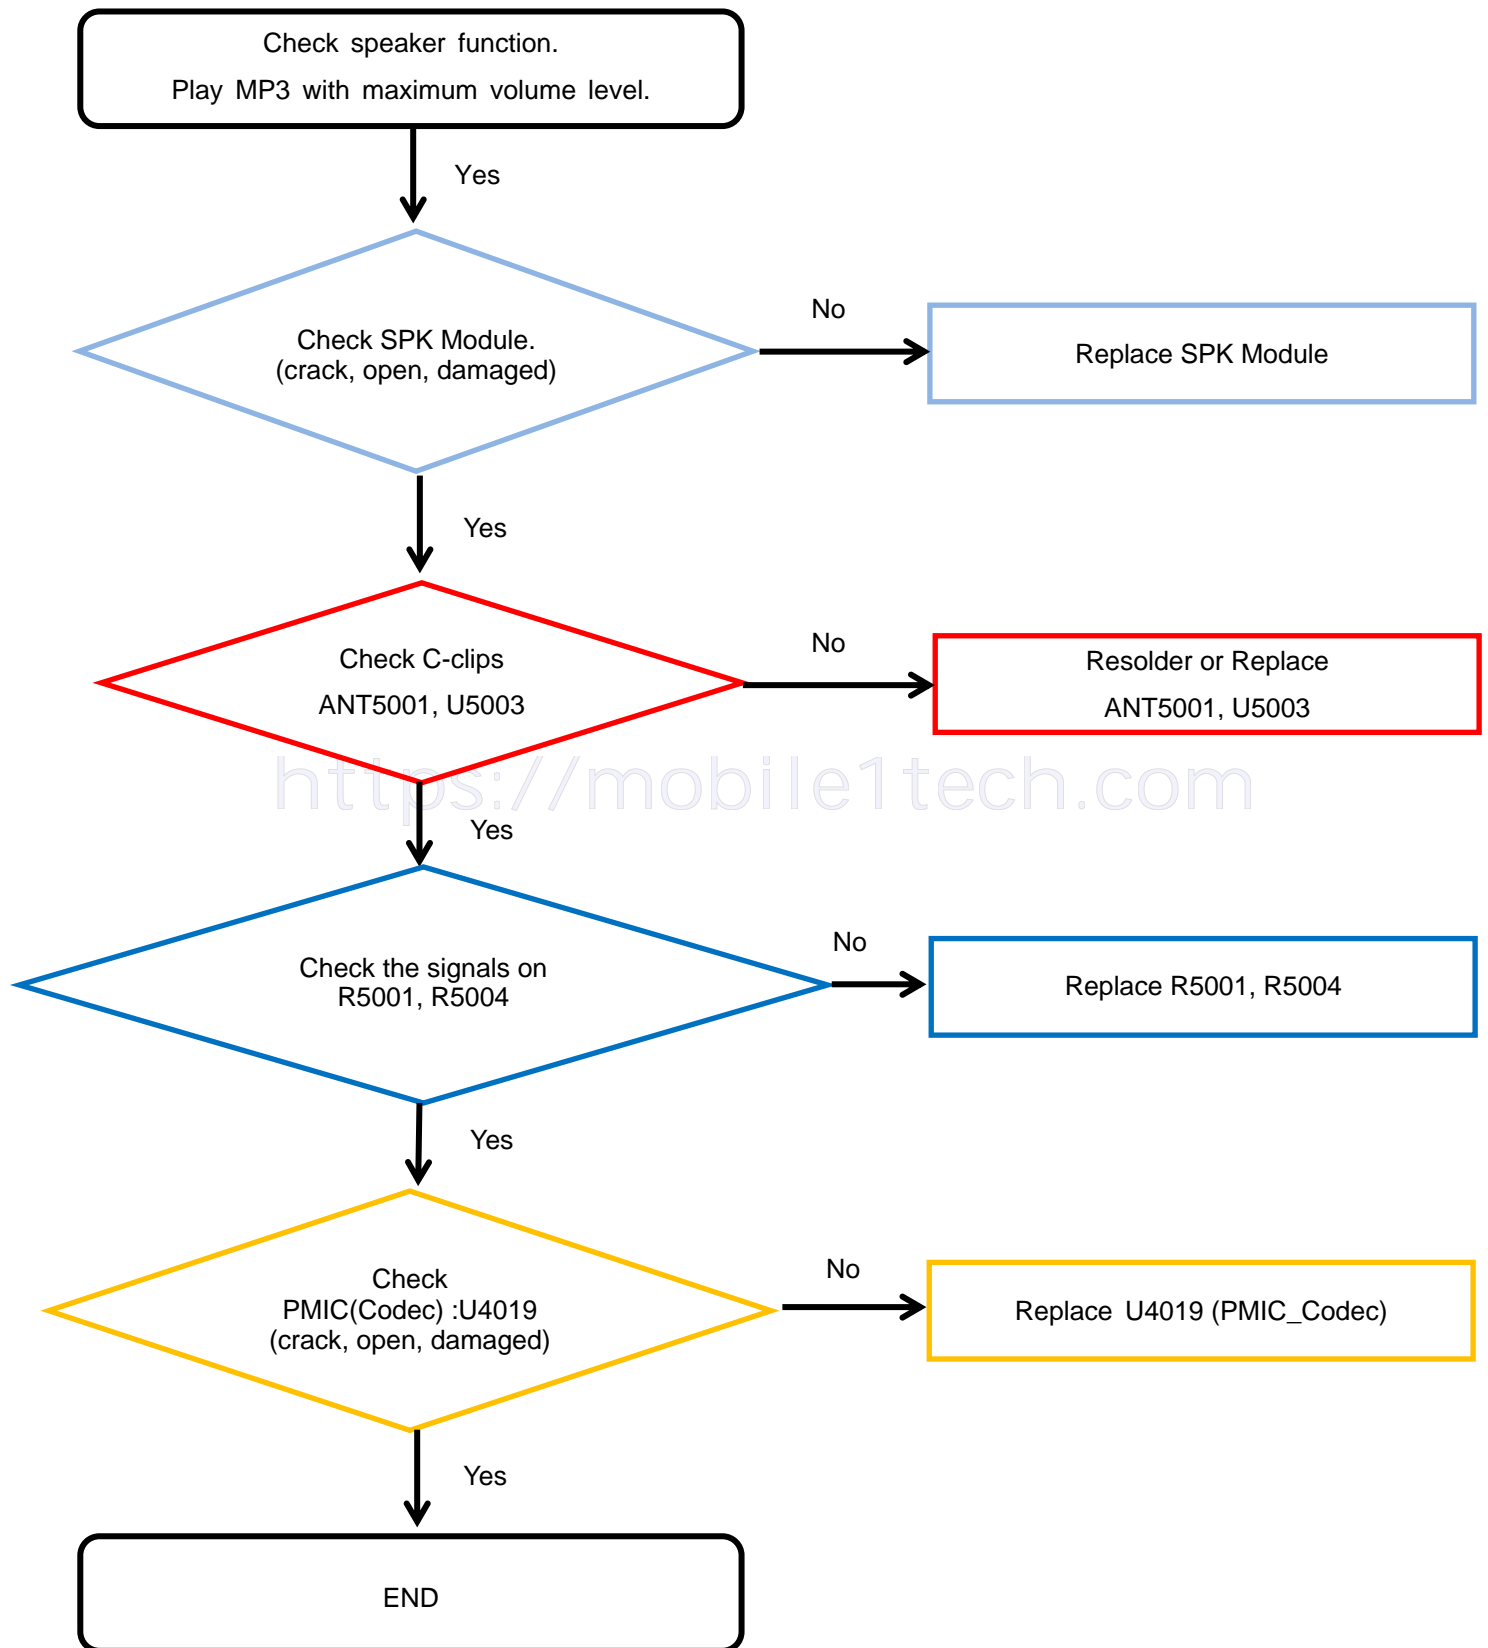 Check speaker function.
Play MP3 with maximum volume level.
Yes
Check SPK Module.
(crack, open, damaged)
No
Replace SPK Module
Yes
Check C-clips
ANT5001, U5003
No
Resolder or Replace
ANT5001, U5003
https://mobile1tech.com
Yes
Check the signals on
R5001, R5004
No
Replace R5001, R5004
Yes
Check
PMIC(Codec) :U4019
(crack, open, damaged)
No
Replace U4019 (PMIC_Codec)
Yes
END